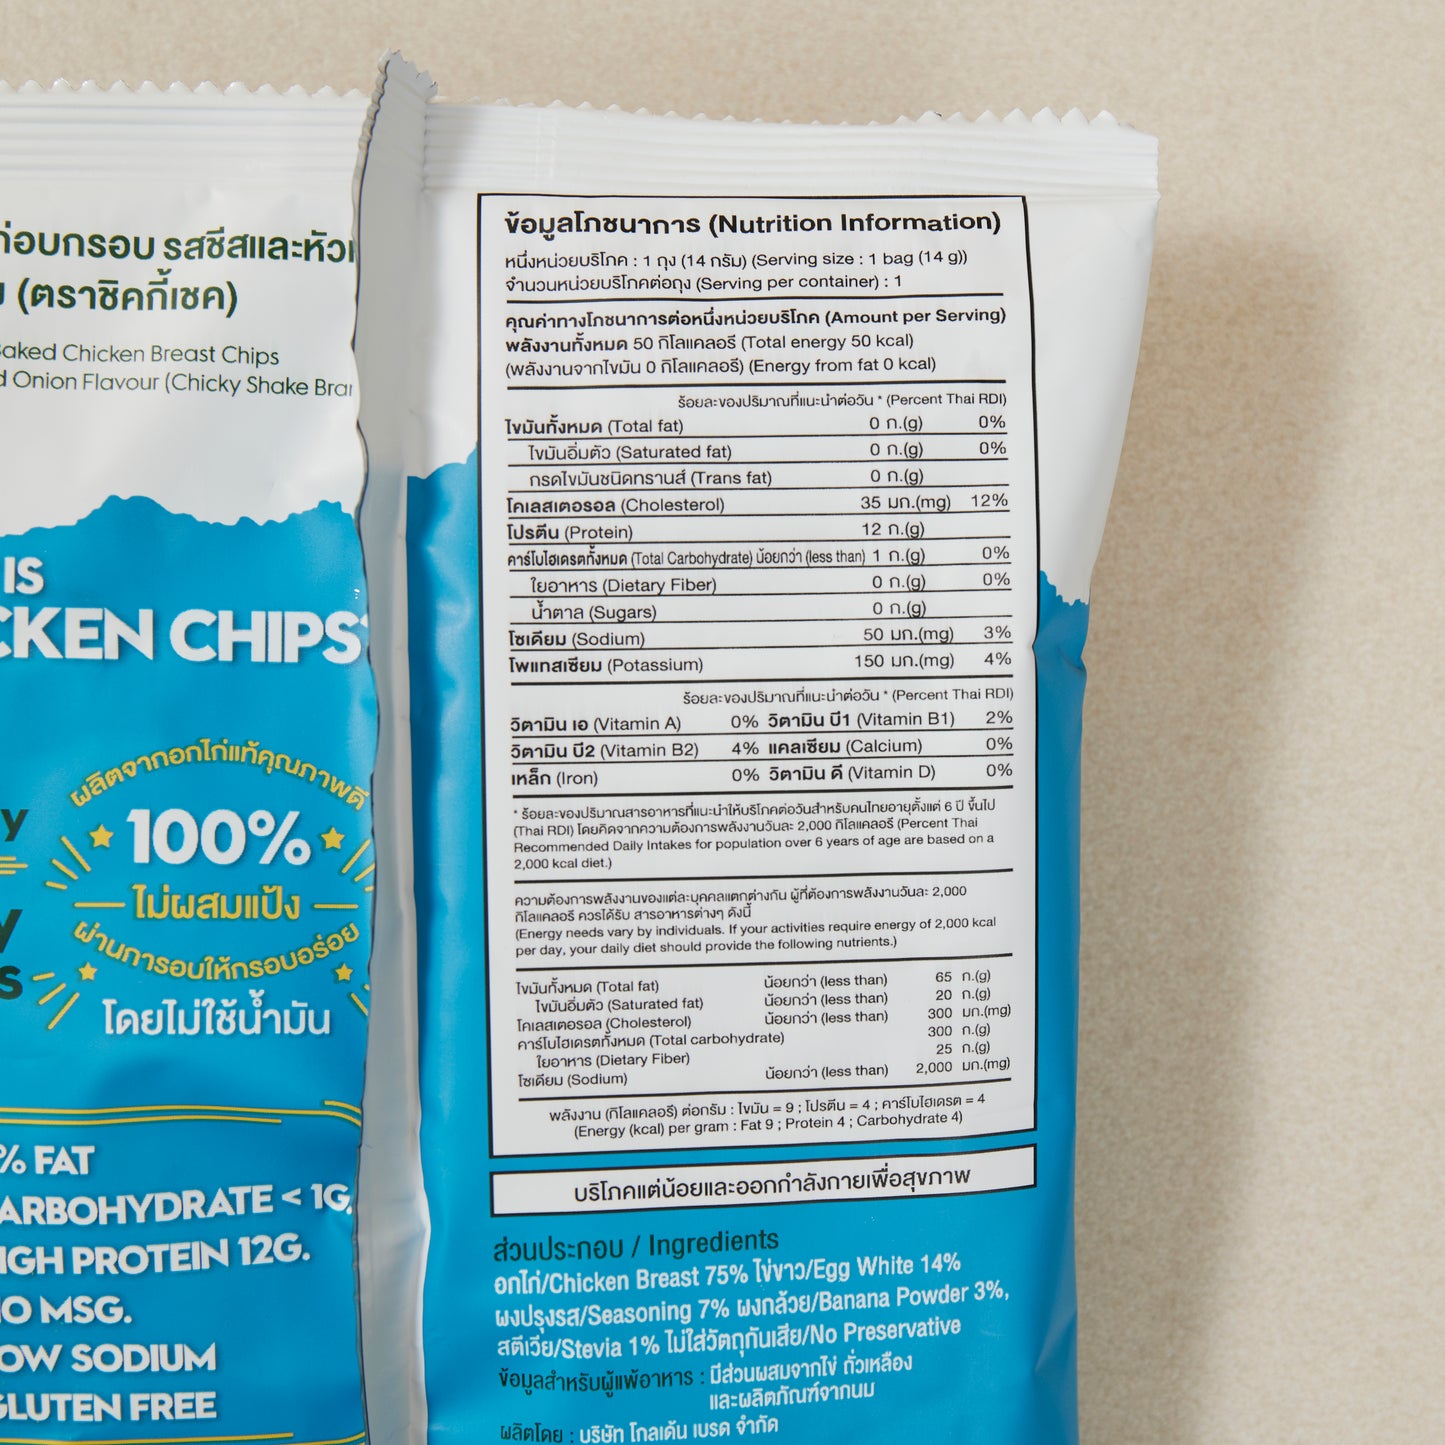 ก่อบกรอบ รสชีสและหัว
(ตราชิคกี้เชค)
Baked Chicken Breast Chips
Onion Flavour (Chicky Shake
IS
CHIPS
ผลิตจากอกไก่แท้คุณภาพดี
100%
ไม่ผสมแป้ง
ผ่านการอบให้กรอบอร่อย
โดยไม่ใช้น้ำมัน
% FAT
CARBOHYDRATE < 1G.
HIGH PROTEIN 12G.
NO MSG.
LOW SODIUM
GLUTEN FREE
ข้อมูลโภชนาการ (Nutrition Information)
หนึ่งหน่วยบริโภค : 1 ถุง (14 กรัม) (Serving size : 1 bag (14 g))
จำนวนหน่วยบริโภคต่อถุง (Serving per container) : 1
คุณค่าทางโภชนาการต่อหนึ่งหน่วยบริโภค (Amount per Serving)
พลังงานทั้งหมด 50 กิโลแคลอรี (Total energy 50 kcal)
(พลังงานจากไขมัน 0 กิโลแคลอรี) (Energy from fat 0 kcal)
ร้อยละของปริมาณที่แนะนำต่อวัน * (Percent Thai RDI)
ไขมันทั้งหมด (Total fat) 0 ก.(g) 0%
ไขมันอิ่มตัว (Saturated fat) 0 ก.(g) 0%
กรดไขมันชนิดทรานส์ (Trans fat) 0 ก.(g)
โคเลสเตอรอล (Cholesterol) 35 มก.(mg) 12%
โปรตีน (Protein) 12 ก.(g)
คาร์โบไฮเดรตทั้งหมด (Total Carbohydrate) น้อยกว่า (less than) 1 ก.(g) 0%
ใยอาหาร (Dietary Fiber) 0 ก.(g) 0%
น้ำตาล (Sugars) 0 ก.(g)
โซเดียม (Sodium) 50 มก.(mg) 3%
โพแทสเซียม (Potassium) 150 มก.(mg) 4%
ร้อยละของปริมาณที่แนะนำต่อวัน * (Percent Thai RDI)
วิตามิน เอ (Vitamin A) 0% วิตามิน บี1 (Vitamin B1) 2%
วิตามิน บี2 (Vitamin B2) 4% แคลเซียม (Calcium) 0%
เหล็ก (Iron) 0% วิตามิน ดี (Vitamin D) 0%
* ร้อยละของปริมาณสารอาหารที่แนะนำให้บริโภคต่อวันสำหรับคนไทยอายุตั้งแต่ 6 ปี ขึ้นไป
(Thai RDI) โดยคิดจากความต้องการพลังงานวันละ 2,000 กิโลแคลอรี (Percent Thai
Recommended Daily Intakes for population over 6 years of age are based on a
2,000 kcal diet.)
ความต้องการพลังงานของแต่ละบุคคลแตกต่างกัน ผู้ที่ต้องการพลังงานวันละ 2,000
กิโลแคลอรี ควรได้รับ สารอาหารต่างๆ ดังนี้
(Energy needs vary by individuals. If your activities require energy of 2,000 kcal
per day, your daily diet should provide the following nutrients.)
ไขมันทั้งหมด (Total fat) น้อยกว่า (less than) 65 ก.(g)
ไขมันอิ่มตัว (Saturated fat) น้อยกว่า (less than) 20 ก.(g)
โคเลสเตอรอล (Cholesterol) น้อยกว่า (less than) 300 มก.(mg)
คาร์โบไฮเดรตทั้งหมด (Total carbohydrate) 300 ก.(g)
ใยอาหาร (Dietary Fiber) 25 ก.(g)
โซเดียม (Sodium) น้อยกว่า (less than) 2,000 มก.(mg)
พลังงาน (กิโลแคลอรี) ต่อกรัม : ไขมัน = 9 ; โปรตีน = 4 ; คาร์โบไฮเดรต = 4
(Energy (kcal) per gram : Fat 9 ; Protein 4 ; Carbohydrate 4)
บริโภคแต่น้อยและออกกำลังกายเพื่อสุขภาพ
ส่วนประกอบ / Ingredients
อกไก่/Chicken Breast 75% ไข่ขาว/Egg White 14%
ผงปรุงรส/Seasoning 7% ผงกล้วย/Banana Powder 3%,
สตีเวีย/Stevia 1% ไม่ใส่วัตถุกันเสีย/No Preservative
ข้อมูลสำหรับผู้แพ้อาหาร : มีส่วนผสมจากไข่ ถั่วเหลือง
และผลิตภัณฑ์จากนม
ผลิตโดย : บริษัท โกลเด้น เบรด จำกัด